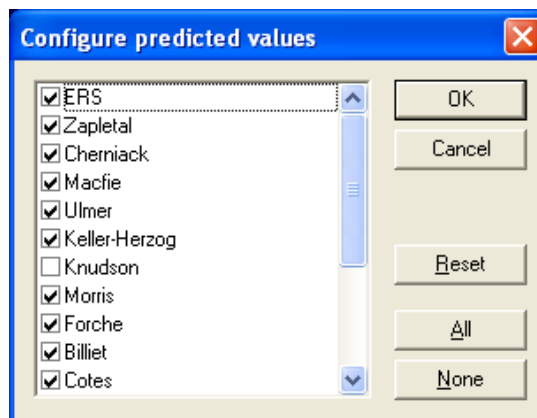 Configure predicted values
ERS
Zapletal
Cherniack
Macfie
Ulmer
Keller-Herzog
Knudson
Morris
Forche
Billiet
Cotes
OK
Cancel
Reset
All
None